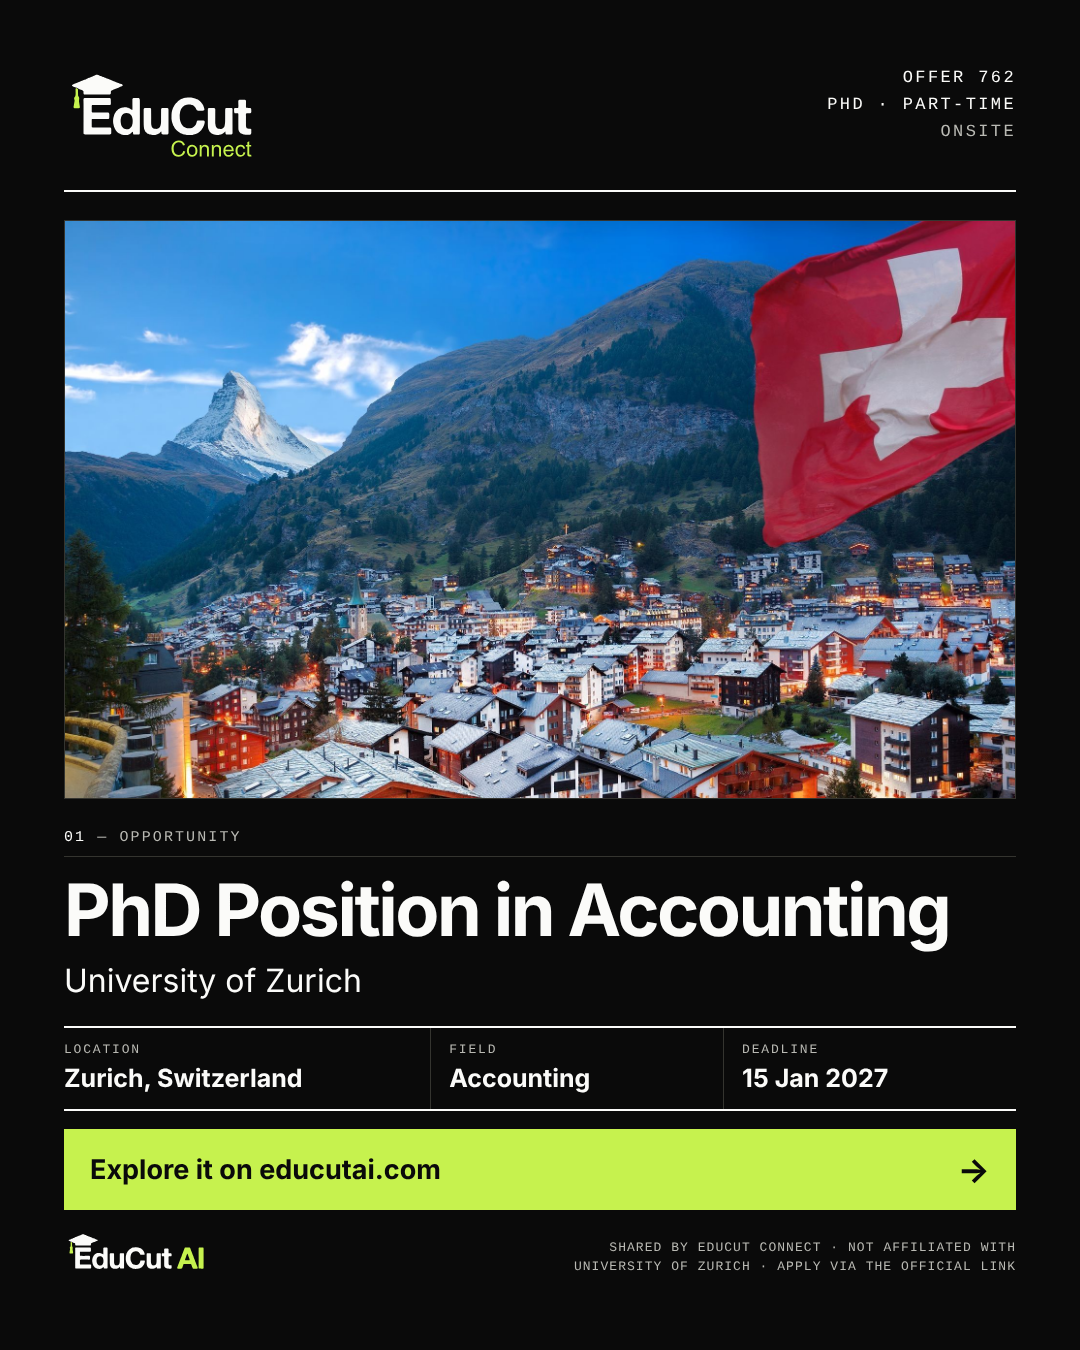 EduCut
Connect
OFFER 762
PHD · PART-TIME
ONSITE
01 — OPPORTUNITY
PhD Position in Accounting
University of Zurich
LOCATION
Zurich, Switzerland
FIELD
Accounting
DEADLINE
15 Jan 2027
Explore it on educutai.com →
EduCut AI
SHARED BY EDUCUT CONNECT · NOT AFFILIATED WITH
UNIVERSITY OF ZURICH · APPLY VIA THE OFFICIAL LINK